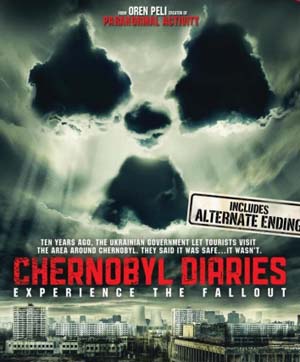 FROM OREN PELI CREATOR OF
PARANORMAL ACTIVITY
INCLUDES
ALTERNATE ENDING
TEN YEARS AGO, THE UKRAINIAN GOVERNMENT LET TOURISTS VISIT
THE AREA AROUND CHERNOBYL. THEY SAID IT WAS SAFE...IT WASN'T.
CHERNOBYL DIARIES
EXPERIENCE THE FALLOUT